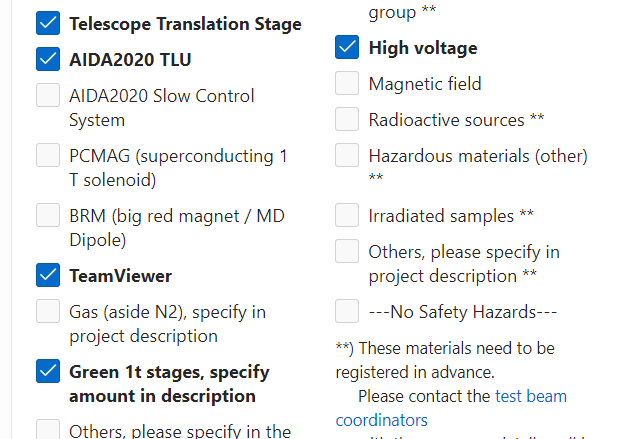 Telescope Translation Stage
AIDA2020 TLU
AIDA2020 Slow Control
System
PCMAG (superconducting 1
T solenoid)
BRM (big red magnet / MD
Dipole)
TeamViewer
Gas (aside N2), specify in
project description
Green 1t stages, specify
amount in description
Others, please specify in the
group **
High voltage
Magnetic field
Radioactive sources **
Hazardous materials (other)
**
Irradiated samples **
Others, please specify in
project description **
---No Safety Hazards---
**) These materials need to be
registered in advance.
Please contact the test beam
coordinators